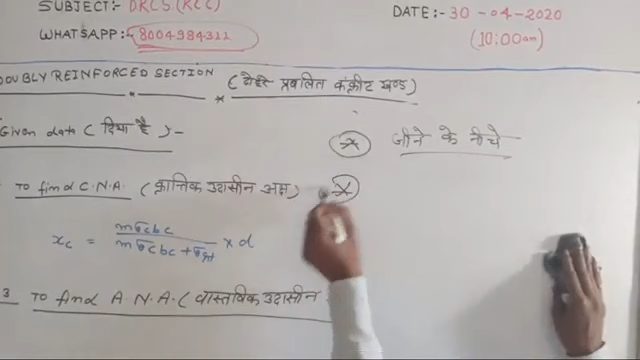 SUBJECT:- DRCS (RCC)
DATE:- 30-04-2020
WHATSAPP:- 8004984311
(10:00am)
DOUBLY REINFORCED SECTION (दोहरे प्रबलित कंक्रीट खण्ड)
Given data (दिया है) -
जीने के नीचे
TO find C.N.A. (क्रान्तिक उदासीन अक्ष)
xc = mσcbc / mσcbc+σst × d
3 TO find A.N.A. (वास्तविक उदासीन